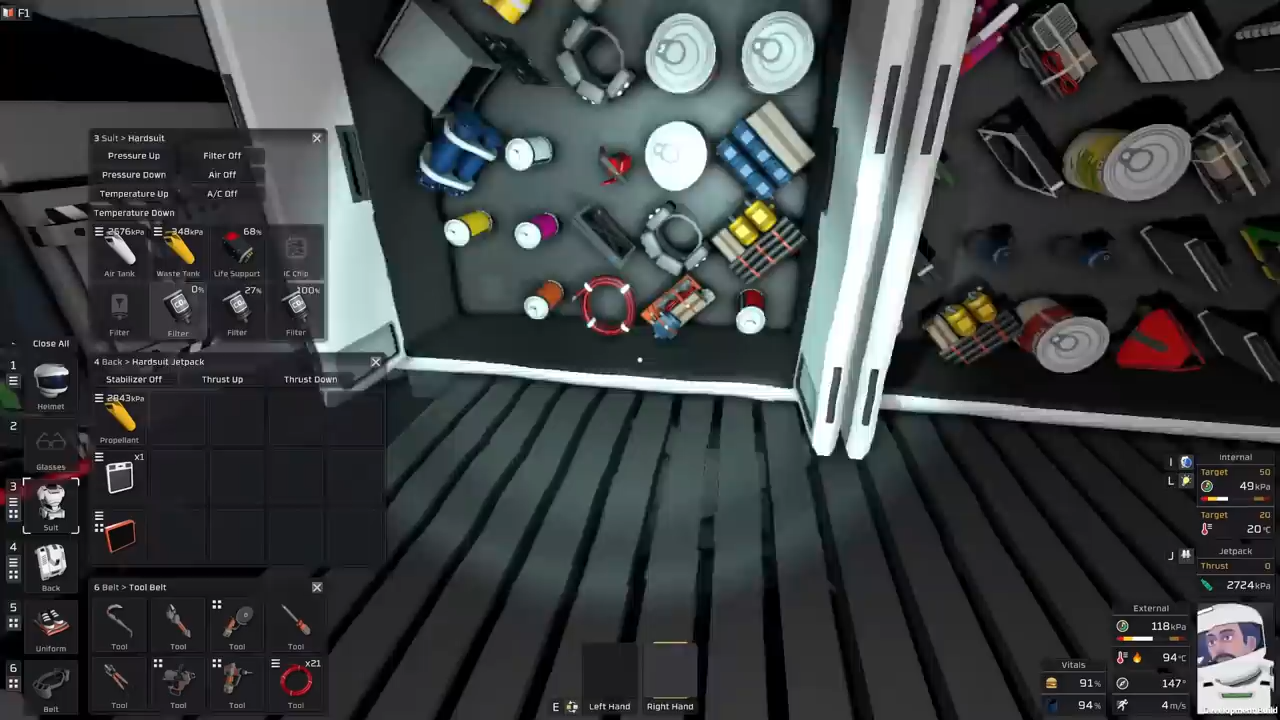 F1
3 Suit > Hardsuit
Pressure Up
Filter Off
Pressure Down
Air Off
Temperature Up
A/C Off
Temperature Down
2676kPa
348kPa
68%
Air Tank
Waste Tank
Life Support
IC Chip
0%
27%
100%
Filter
Filter
Filter
Filter
Close All
1
Helmet
2
Glasses
3
Suit
4
Back
5
Uniform
6
Belt
4 Back > Hardsuit Jetpack
Stabilizer Off
Thrust Up
Thrust Down
2843kPa
Propellant
x1
6 Belt > Tool Belt
Tool
Tool
Tool
Tool
x21
Tool
Tool
Tool
Tool
E
Left Hand
Right Hand
Internal
I
Target 50
L
49kPa
Target 20
20°C
Jetpack
J
Thrust 0
2724kPa
External
118kPa
94°C
147°
4m/s
Vitals
91%
94%